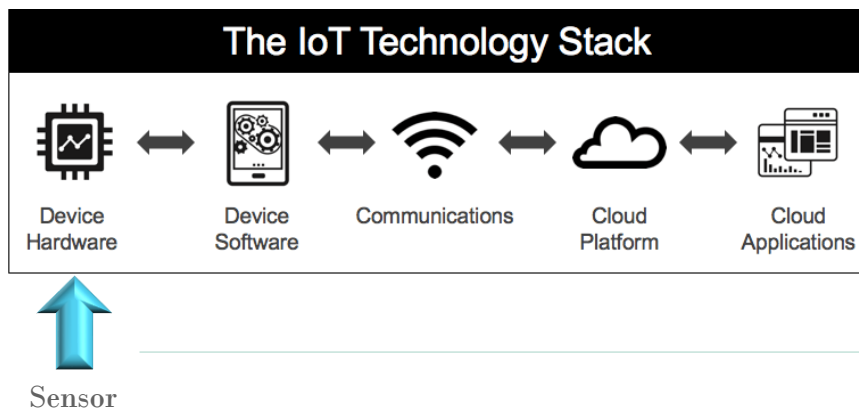 The IoT Technology Stack
Device
Hardware
Device
Software
Communications
Cloud
Platform
Cloud
Applications
Sensor